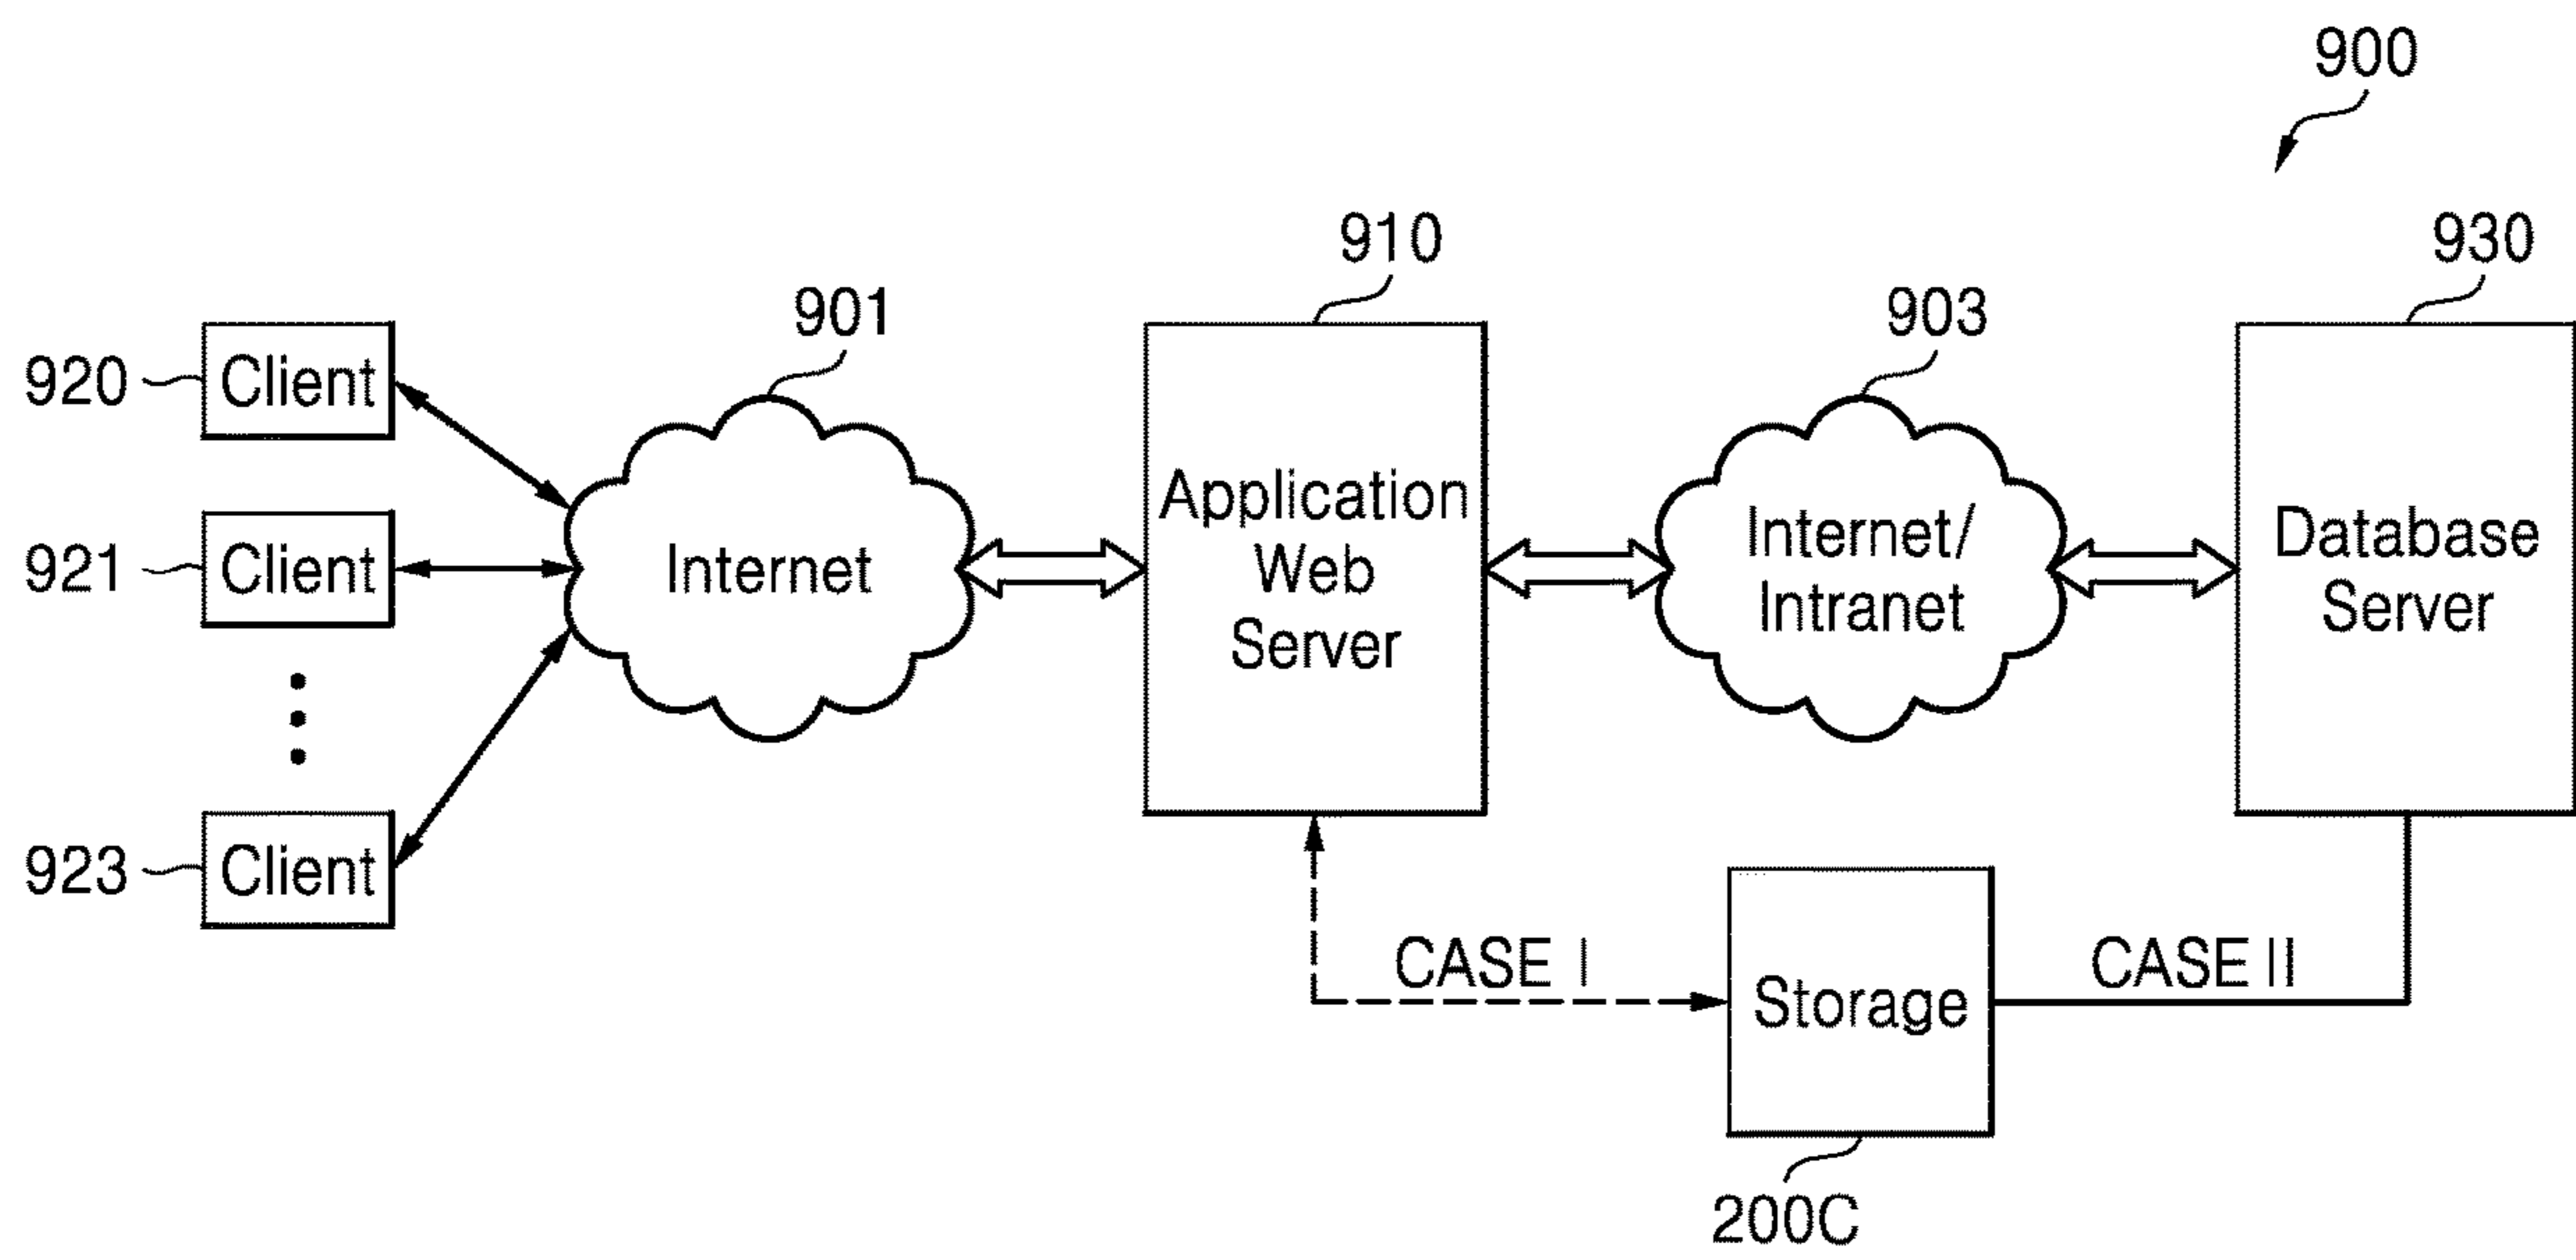 900
910
930
901
903
920
Client
921
Client
923
Client
Internet
Application
Web
Server
Internet/
Intranet
Database
Server
CASE I
Storage
CASE II
200C